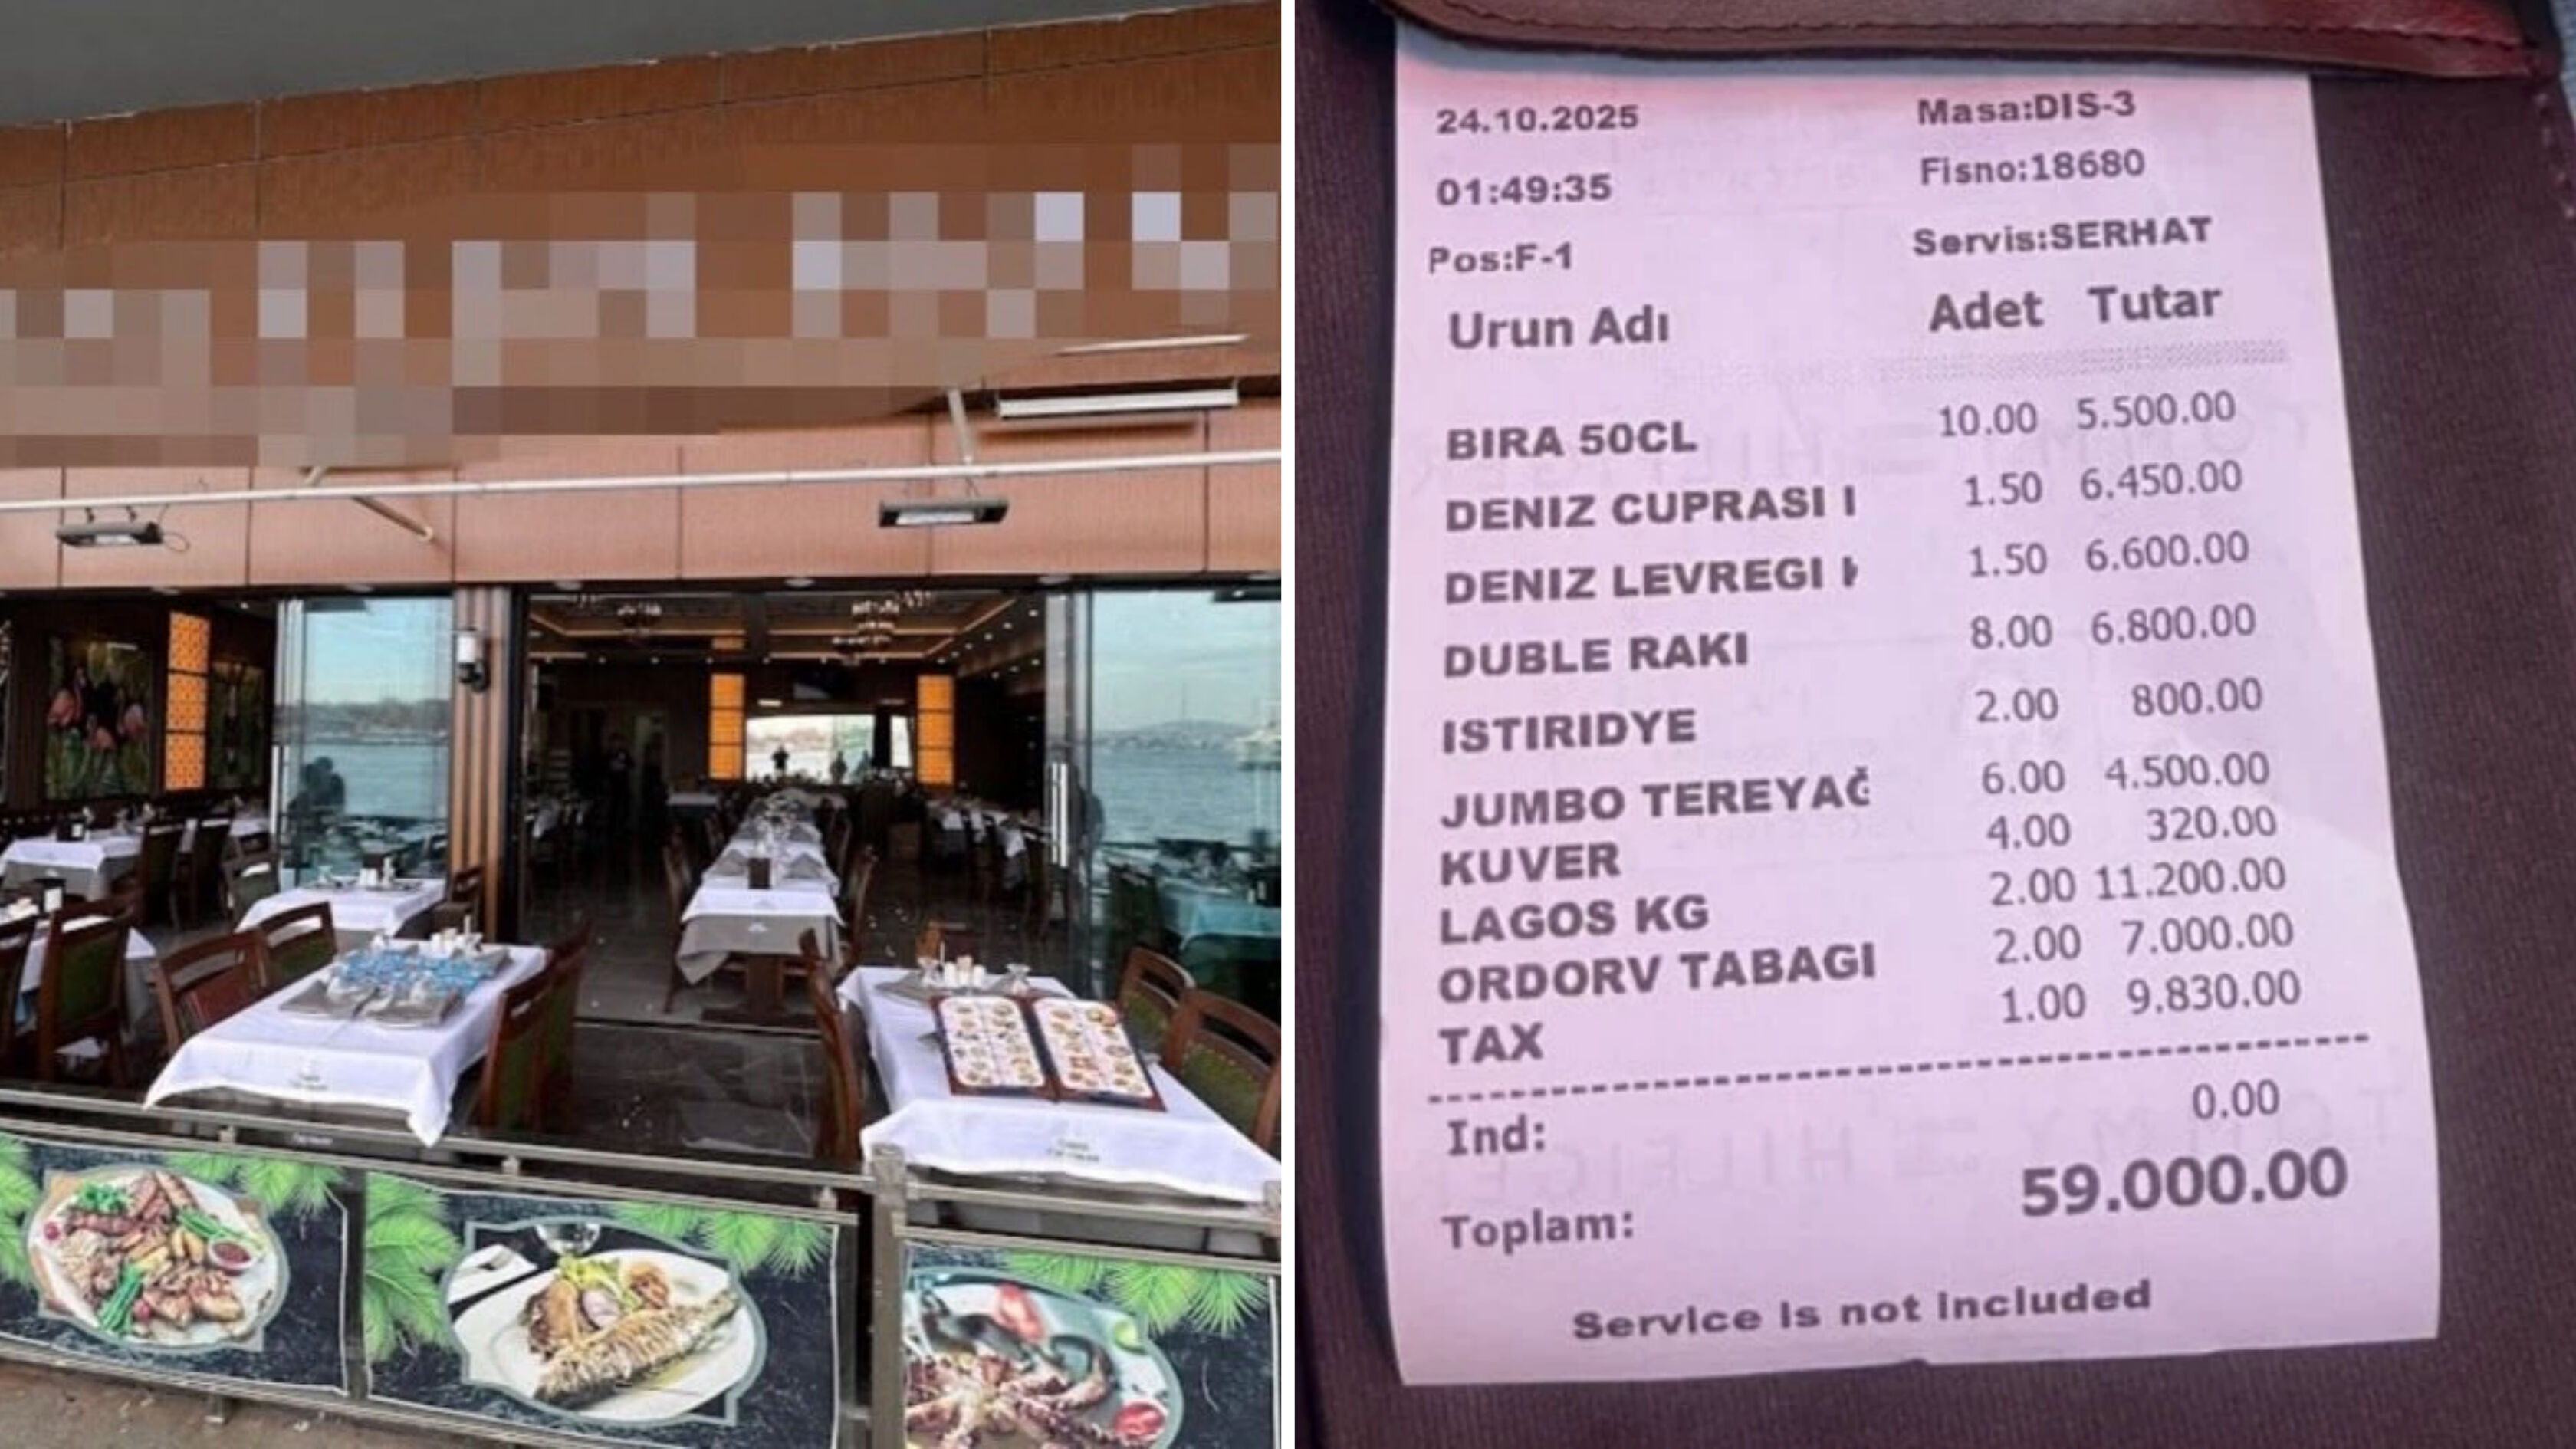 24.10.2025 Masa:DIS-3
01:49:35 Fisno:18680
Pos:F-1 Servis:SERHAT
Urun Adı Adet Tutar
BIRA 50CL 10.00 5.500.00
DENIZ CUPRASI 1.50 6.450.00
DENIZ LEVREGI 1.50 6.600.00
DUBLE RAKI 8.00 6.800.00
ISTIRIDYE 2.00 800.00
JUMBO TEREYAĞ 6.00 4.500.00
KUVER 4.00 320.00
LAGOS KG 2.00 11.200.00
ORDORV TABAGI 2.00 7.000.00
TAX 1.00 9.830.00
Ind: 0.00
Toplam: 59.000.00
Service is not included